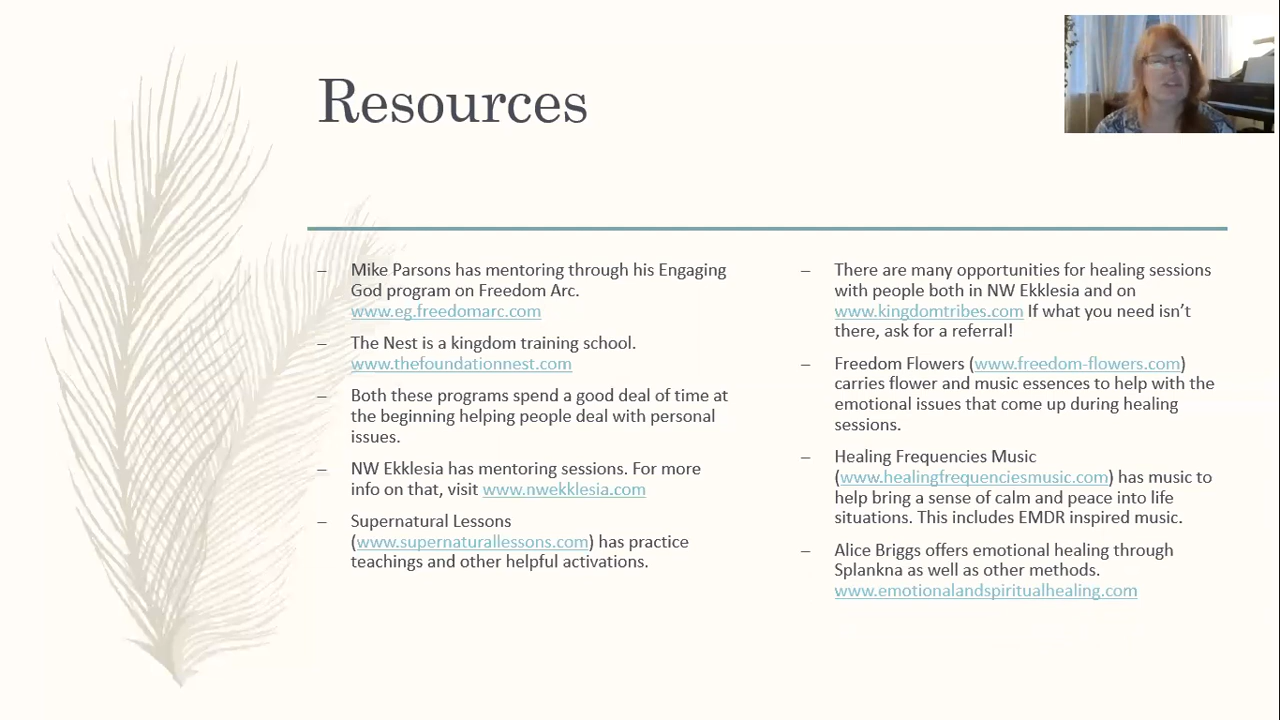 Resources
– Mike Parsons has mentoring through his Engaging
God program on Freedom Arc.
www.eg.freedomarc.com
– The Nest is a kingdom training school.
www.thefoundationnest.com
– Both these programs spend a good deal of time at
the beginning helping people deal with personal
issues.
– NW Ekklesia has mentoring sessions. For more
info on that, visit www.nwekklesia.com
– Supernatural Lessons
(www.supernaturallessons.com) has practice
teachings and other helpful activations.
– There are many opportunities for healing sessions
with people both in NW Ekklesia and on
www.kingdomtribes.com If what you need isn’t
there, ask for a referral!
– Freedom Flowers (www.freedom-flowers.com)
carries flower and music essences to help with the
emotional issues that come up during healing
sessions.
– Healing Frequencies Music
(www.healingfrequenciesmusic.com) has music to
help bring a sense of calm and peace into life
situations. This includes EMDR inspired music.
– Alice Briggs offers emotional healing through
Splankna as well as other methods.
www.emotionalandspiritualhealing.com